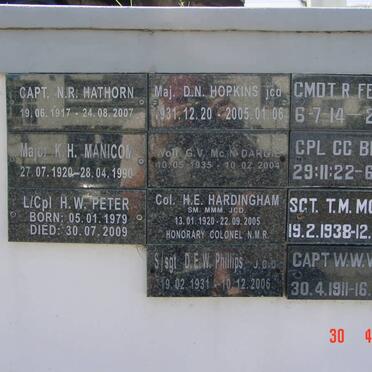 CAPT. N.R. HATHORN
19.06.1917 - 24.08.2007
Major K.H. MANICOM
27.07.1920 - 28.04.1990
L/Cpl H.W. PETER
BORN: 05.01.1979
DIED: 30.07.2009
Maj. D.N. HOPKINS jcd
1931.12.20 - 2005.01.06
G.V. Mc.N. DARGIE
10.05.1935 - 10.02.2004
Col. H.E. HARDINGHAM
SM. MMM. JCD.
13.01.1920 - 22.09.2005
HONORARY COLONEL N.M.R.
S/sgt D.E.W. Phillips J.C.D
19.02.1931 - 10.12.2006
CMDT R FE
6-7-14 2
CPL CC B
29:11:22-6
SGT. T.M. MO
19.2.1938-12.
CAPT W.W.W
30.4.1911-16.
30 4